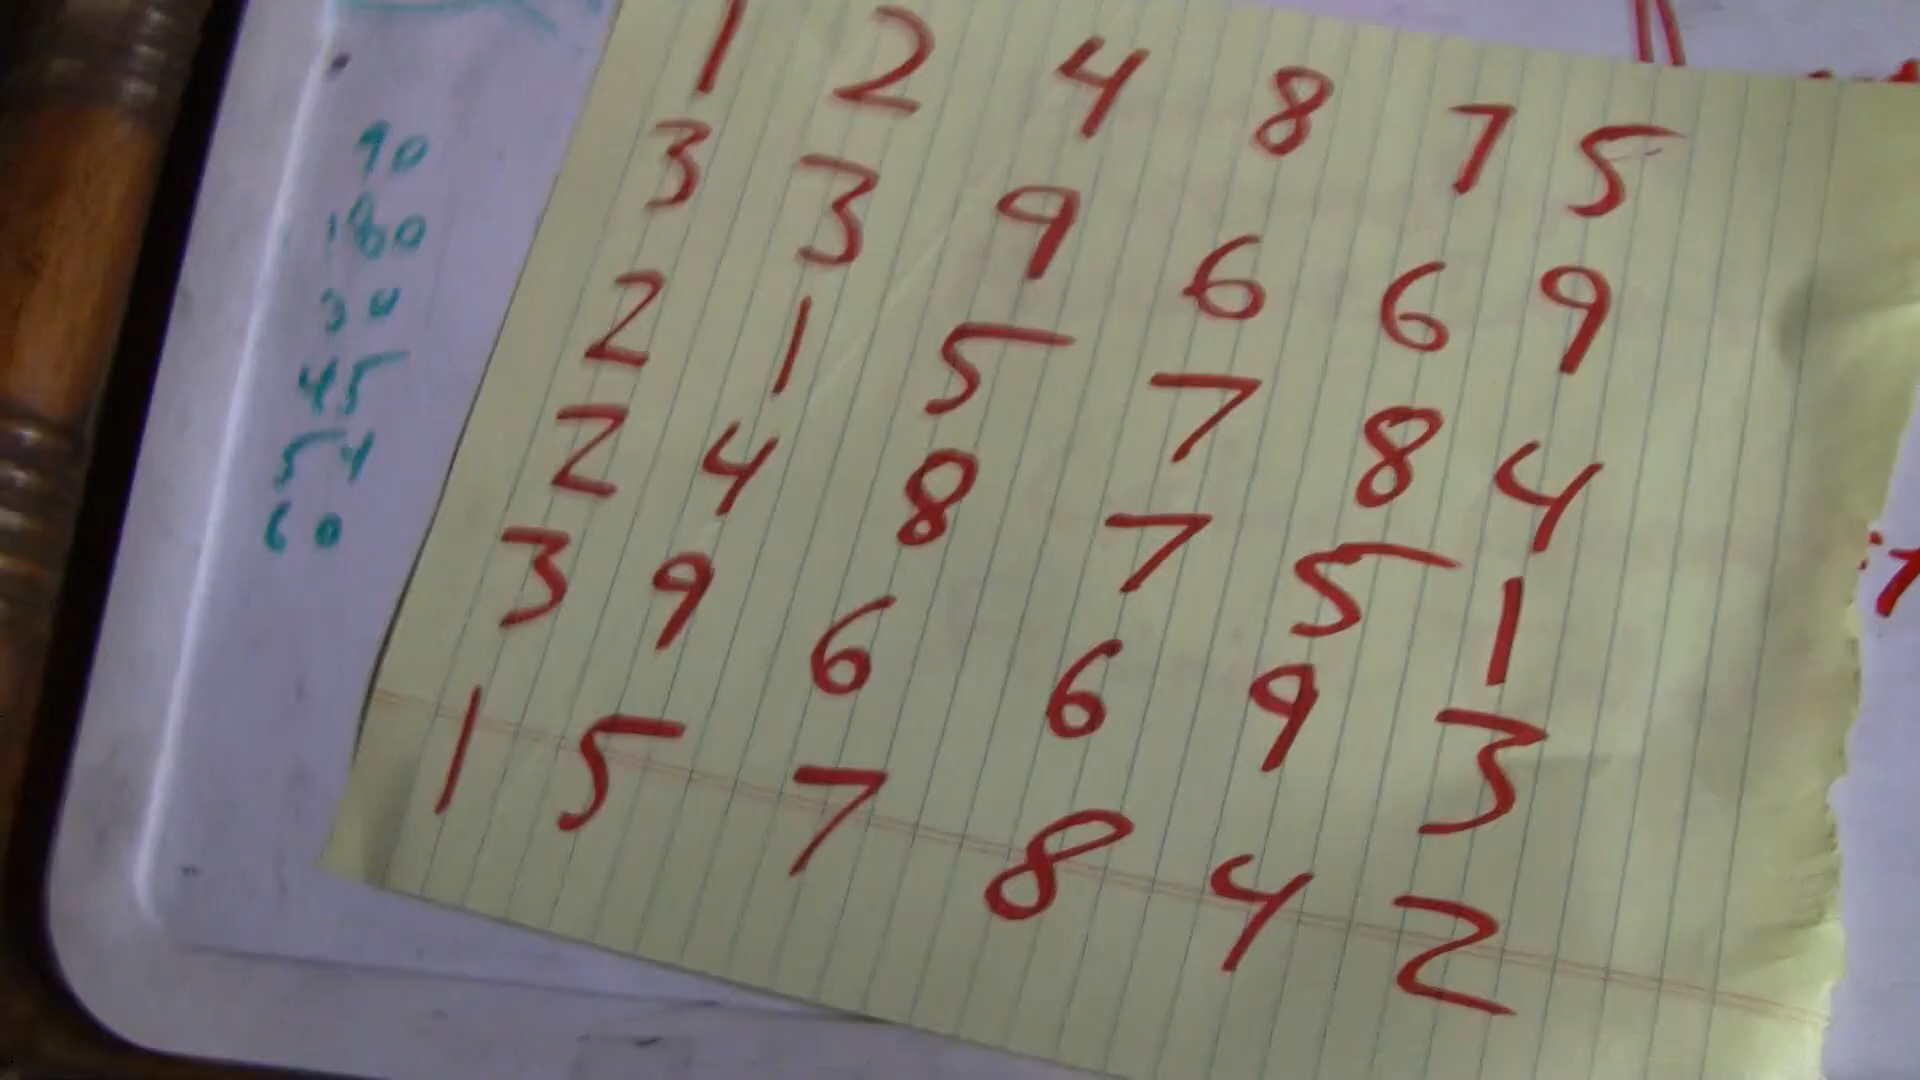 1 2 4 8 7 5
3 3 9 6 6 9
2 1 5 7 8 4
2 4 8 7 5 1
3 9 6 6 9 3
1 5 7 8 4 2
90
180
30
45
54
60